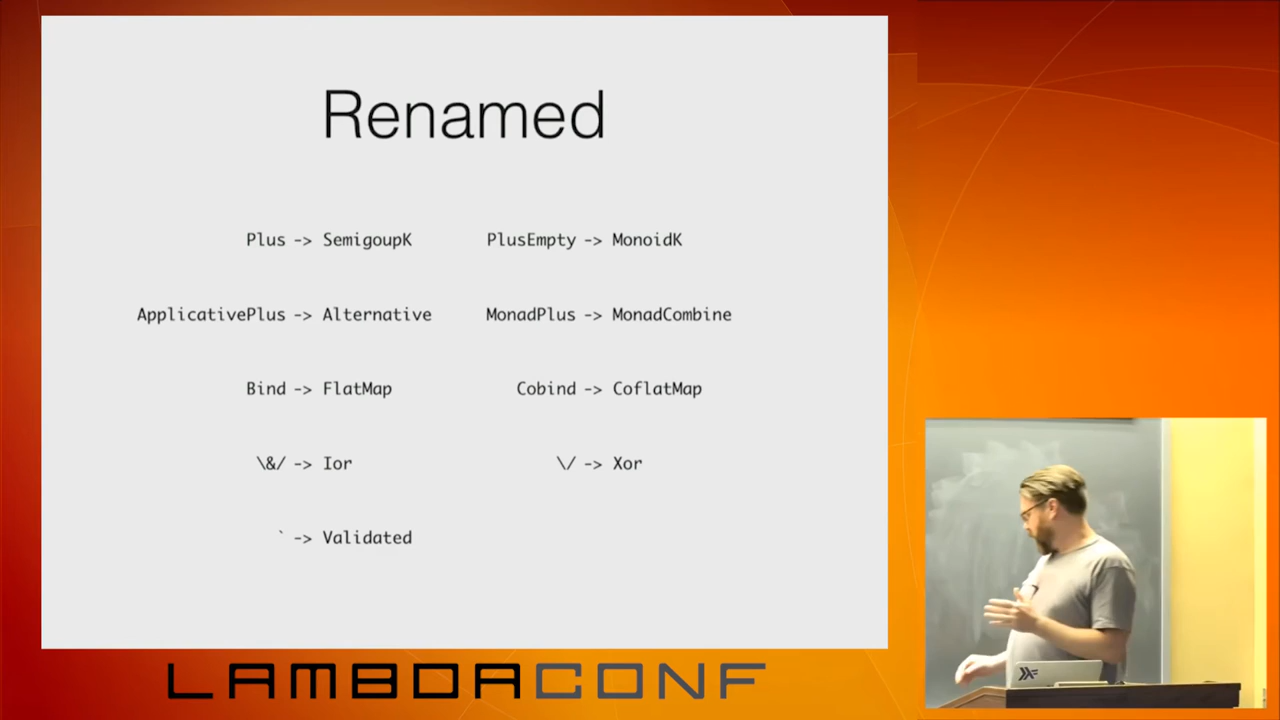 Renamed
Plus -> SemigoupK PlusEmpty -> MonoidK
ApplicativePlus -> Alternative MonadPlus -> MonadCombine
Bind -> FlatMap Cobind -> CoflatMap
\&/ -> Ior \/ -> Xor
` -> Validated
LAMBDACONF